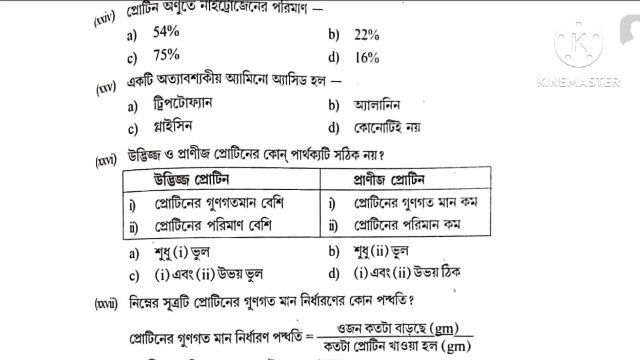 (xxiv) প্রোটিন অণুতে নাইট্রোজেনের পরিমাণ —
a) 54% b) 22%
c) 75% d) 16%
(xxv) একটি অত্যাবশ্যকীয় অ্যামিনো অ্যাসিড হল —
a) ট্রিপটোফ্যান b) অ্যালানিন
c) গ্লাইসিন d) কোনোটিই নয়
(xxvi) উদ্ভিজ্জ ও প্রাণীজ প্রোটিনের কোন্ পার্থক্যটি সঠিক নয়?
উদ্ভিজ্জ প্রোটিন প্রাণীজ প্রোটিন
i) প্রোটিনের গুণগতমান বেশি i) প্রোটিনের গুণগত মান কম
ii) প্রোটিনের পরিমাণ বেশি ii) প্রোটিনের পরিমান কম
a) শুধু (i) ভুল b) শুধু (ii) ভুল
c) (i) এবং (ii) উভয় ভুল d) (i) এবং (ii) উভয় ঠিক
(xxvii) নিম্নের সূত্রটি প্রোটিনের গুণগত মান নির্ধারণের কোন পদ্ধতি?
প্রোটিনের গুণগত মান নির্ধারণ পদ্ধতি = ওজন কতটা বাড়ছে (gm)
কতটা প্রোটিন খাওয়া হল (gm)
KINEMASTER